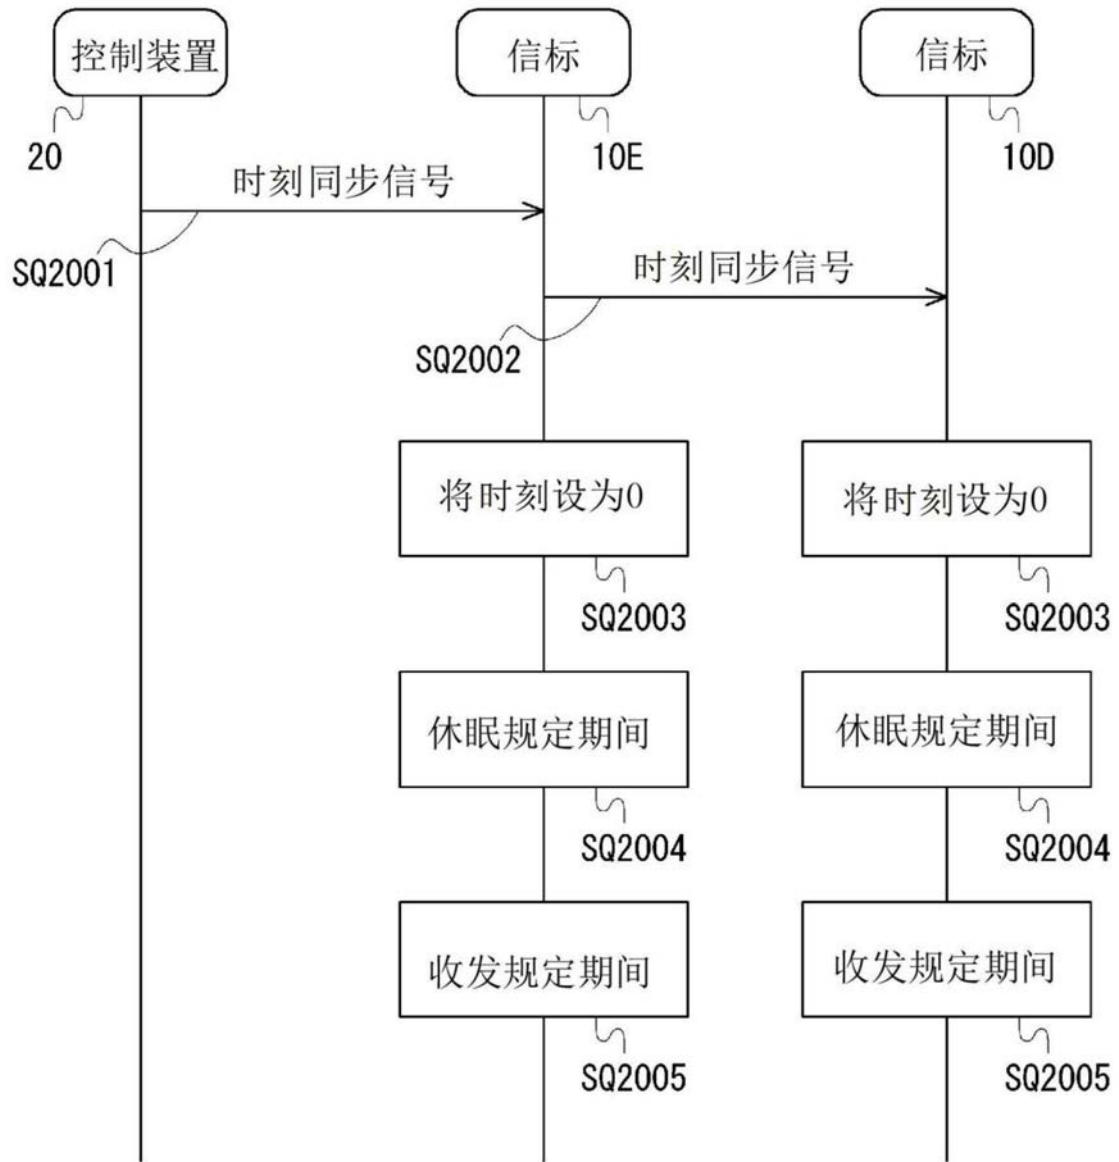 控制装置
信标
信标
20
10E
10D
时刻同步信号
SQ2001
时刻同步信号
SQ2002
将时刻设为0
将时刻设为0
SQ2003
SQ2003
休眠规定期间
休眠规定期间
SQ2004
SQ2004
收发规定期间
收发规定期间
SQ2005
SQ2005